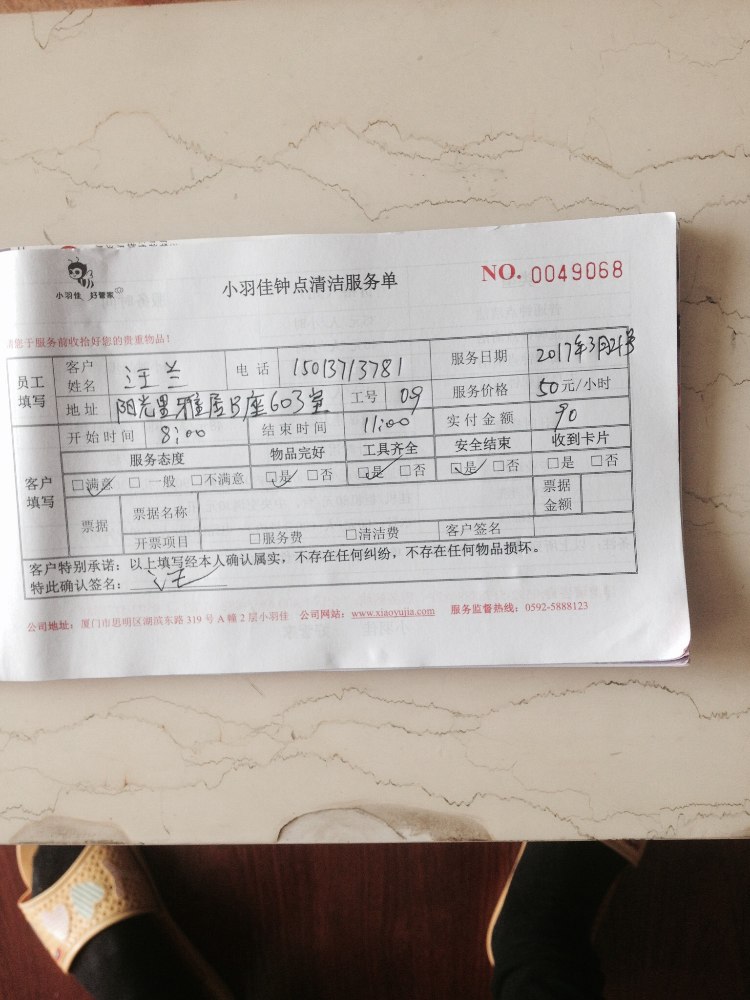 小羽佳 好管家
小羽佳钟点清洁服务单
NO. 0049068
您于服务前收拾好您的贵重物品!
员工填写 客户姓名 汪兰 电话 15013713781 服务日期 2017年3月21号
地址 阳光里雅居B座603室 工号 09 服务价格 50元/小时
客户填写 开始时间 8:00 结束时间 11:00 实付金额 90
服务态度 物品完好 工具齐全 安全结束 收到卡片
□满意 □一般 □不满意 □是 □否 □是 □否 □是 □否 □是 □否
票据 票据名称 票据金额
开票项目 □服务费 □清洁费 客户签名
客户特别承诺:以上填写经本人确认属实,不存在任何纠纷,不存在任何物品损坏。
特此确认签名: 汪
公司地址:厦门市思明区湖滨东路 319 号 A 幢 2 层小羽佳 公司网站:www.xiaoyujia.com 服务监督热线:0592-5888123